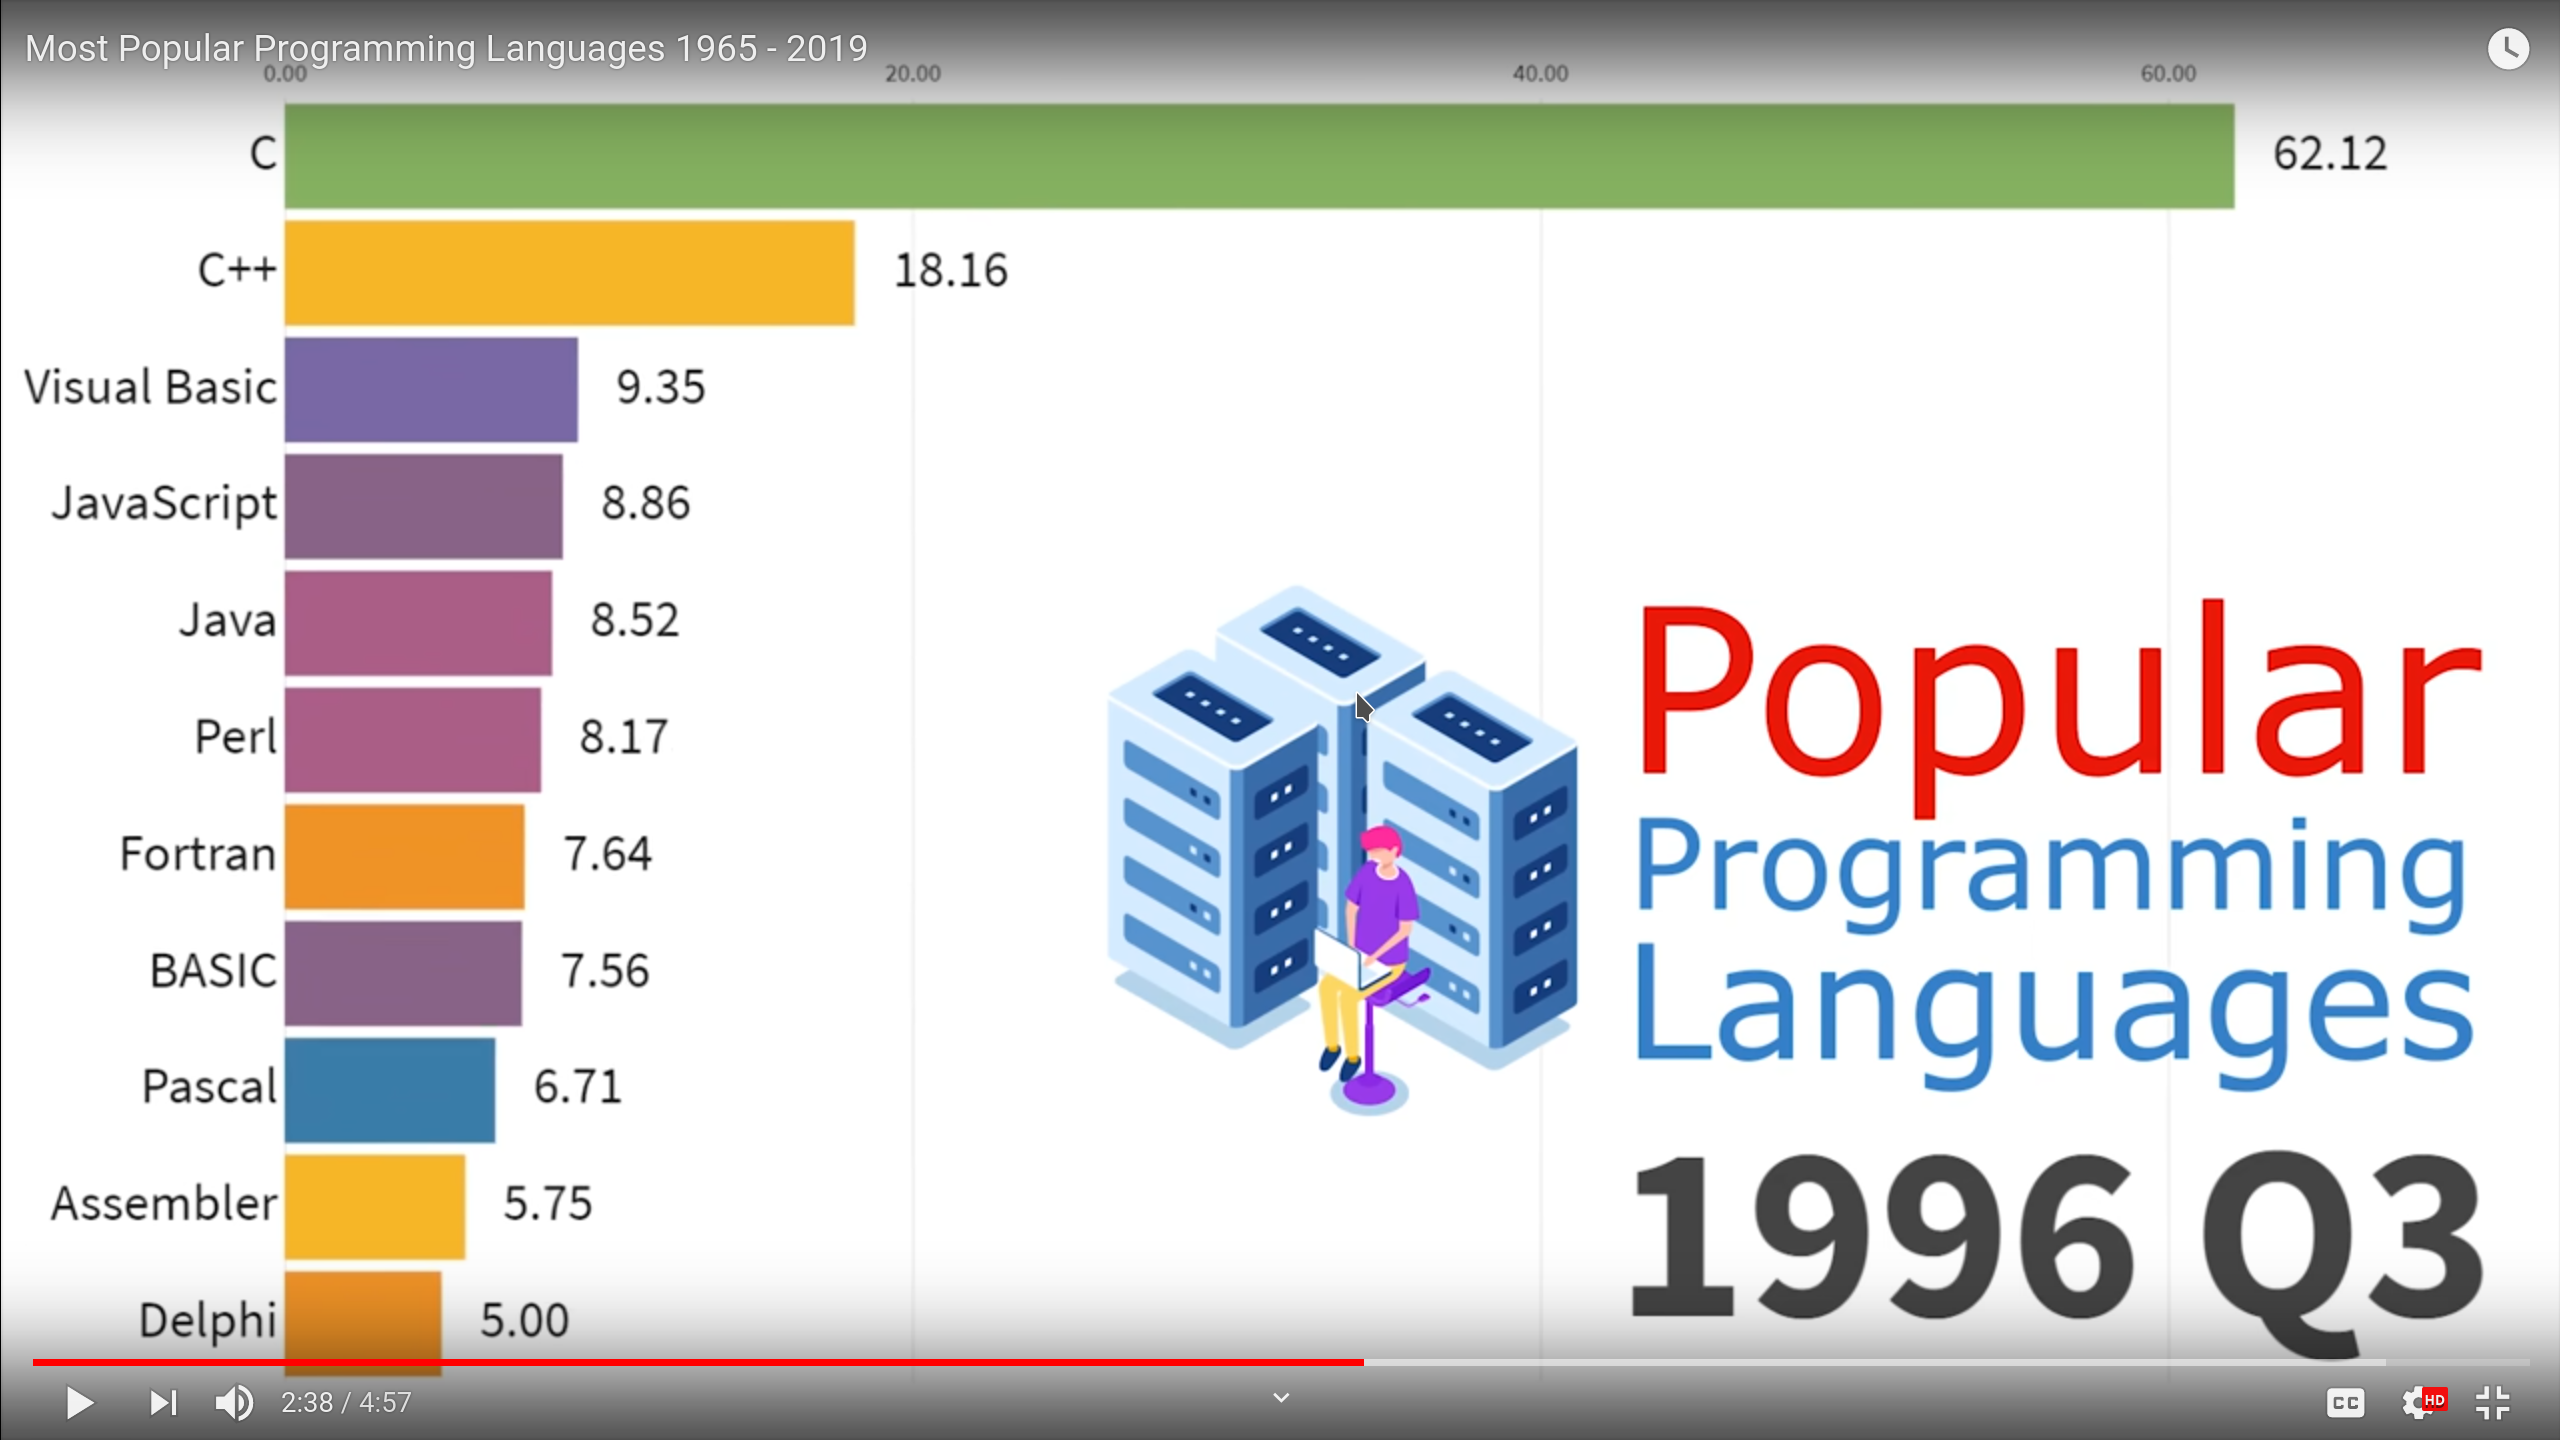 Most Popular Programming Languages 1965 - 2019
0.00 20.00 40.00 60.00
C 62.12
C++ 18.16
Visual Basic 9.35
JavaScript 8.86
Java 8.52
Perl 8.17
Fortran 7.64
BASIC 7.56
Pascal 6.71
Assembler 5.75
Delphi 5.00
Popular
Programming
Languages
1996 Q3
2:38 / 4:57
CC
HD